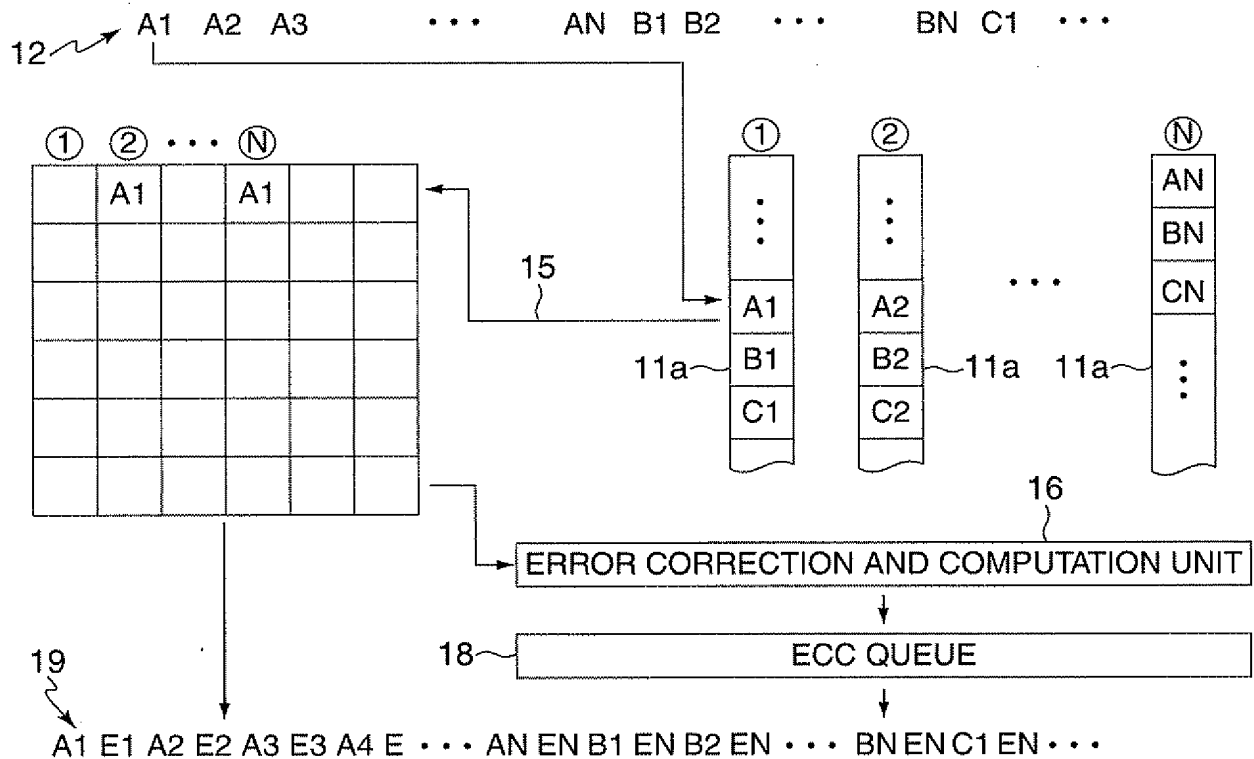 12 A1 A2 A3 • • • AN B1 B2 • • • BN C1 • • •
1 2 • • • N
A1 A1
15
1 2 N
A1 A2 • • • AN
B1 B2 BN
C1 C2 CN
11a 11a 11a
16
ERROR CORRECTION AND COMPUTATION UNIT
18 ECC QUEUE
19
A1 E1 A2 E2 A3 E3 A4 E • • • AN EN B1 EN B2 EN • • • BN EN C1 EN • • •